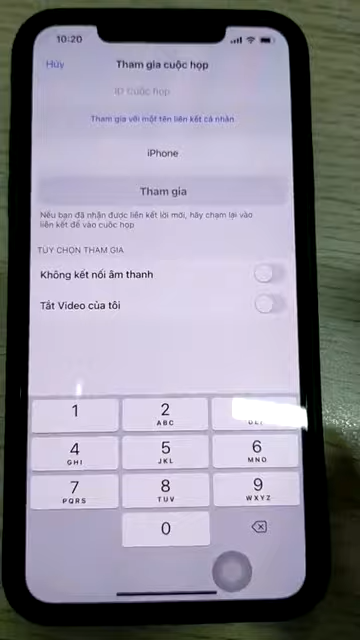 10:20
Hủy
Tham gia cuộc họp
ID Cuộc họp
Tham gia với một tên liên kết cá nhân
iPhone
Tham gia
Nếu bạn đã nhận được liên kết lời mời, hãy chạm lại vào
liên kết để vào cuộc họp
TÙY CHỌN THAM GIA
Không kết nối âm thanh
Tắt Video của tôi
1
2
ABC
4
GHI
5
JKL
6
MNO
7
PQRS
8
TUV
9
WXYZ
0